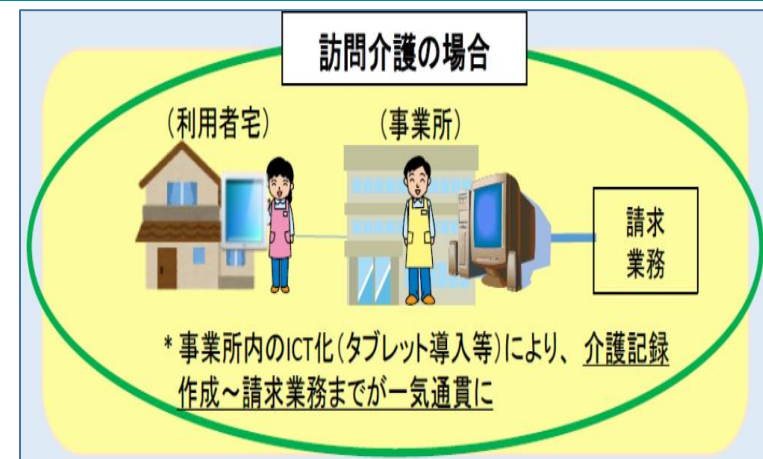 訪問介護の場合
（利用者宅）
（事業所）
請求
業務
＊事業所内のICT化（タブレット導入等）により、介護記録
作成～請求業務までが一気通貫に